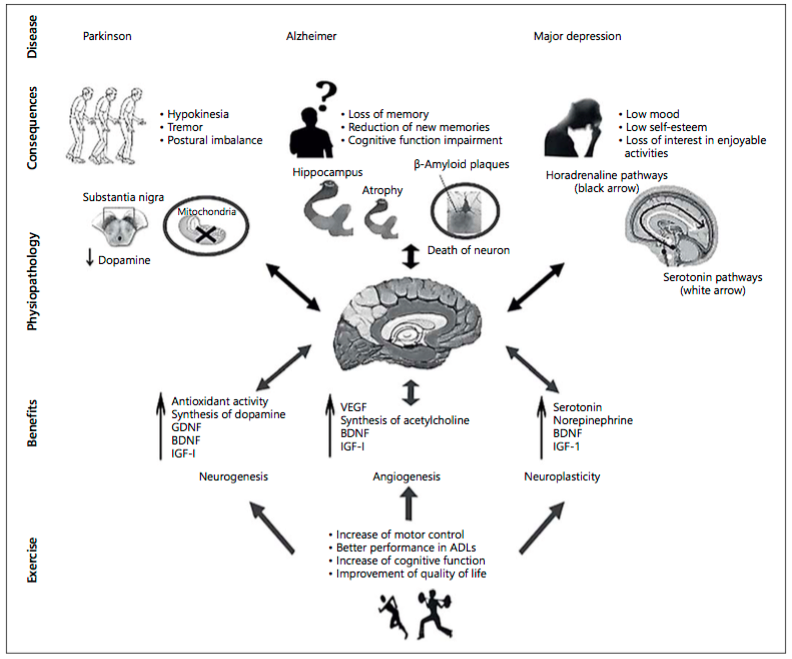 Disease
Parkinson
Alzheimer
Major depression
Consequences
• Hypokinesia
• Tremor
• Postural imbalance
?
• Loss of memory
• Reduction of new memories
• Cognitive function impairment
• Low mood
• Low self-esteem
• Loss of interest in enjoyable
activities
Physiopathology
Substantia nigra
Mitochondria
↓ Dopamine
Hippocampus
Atrophy
β-Amyloid plaques
Death of neuron
Horadrenaline pathways
(black arrow)
Serotonin pathways
(white arrow)
Benefits
Antioxidant activity
Synthesis of dopamine
GDNF
BDNF
IGF-I
Neurogenesis
VEGF
Synthesis of acetylcholine
BDNF
IGF-I
Angiogenesis
Serotonin
Norepinephrine
BDNF
IGF-1
Neuroplasticity
Exercise
• Increase of motor control
• Better performance in ADLs
• Increase of cognitive function
• Improvement of quality of life